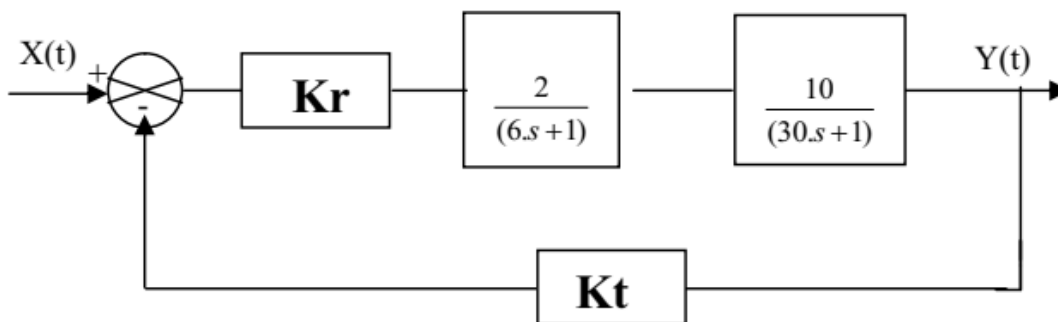 X(t)
+
-
Kr
2
(6.s+1)
10
(30.s+1)
Y(t)
Kt